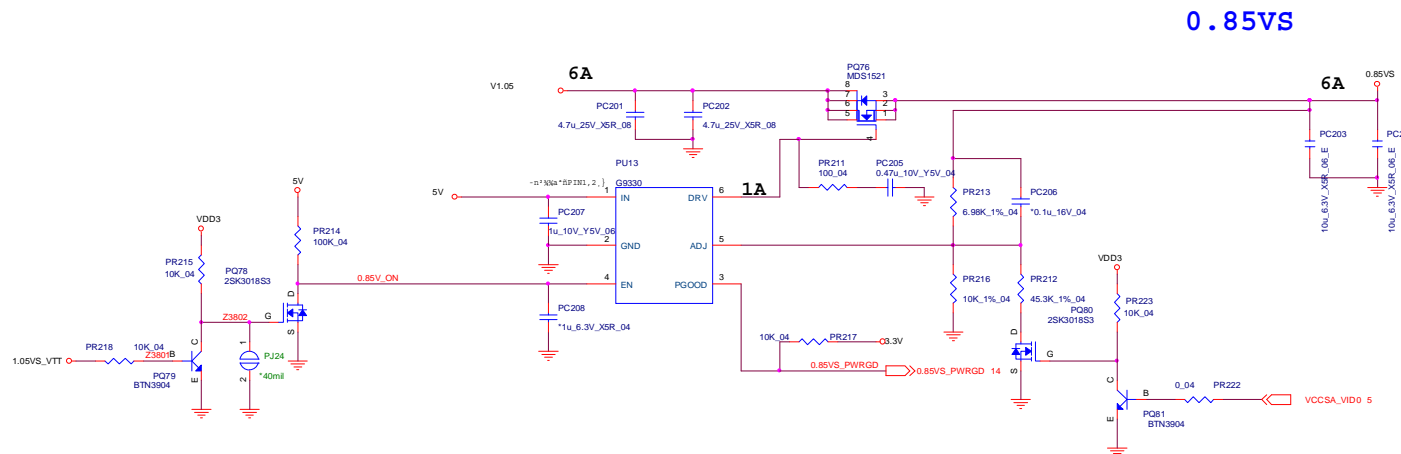 0.85VS
V1.05
6A
PQ76
MDS1521
8
7
6
5
3
2
1
4
6A
0.85VS
PC201
4.7u_25V_X5R_08
PC202
4.7u_25V_X5R_08
PC203
10u_6.3V_X5R_06_E
10u_6.3V_X5R_06_E
PR211
100_04
PC205
0.47u_10V_Y5V_04
PU13
G9330
5V
1
IN
DRV
6
1A
PC207
1u_10V_Y5V_06
2
GND
ADJ
5
4
EN
PGOOD
3
PR213
6.98K_1%_04
PC206
*0.1u_16V_04
5V
PR214
100K_04
VDD3
PR215
10K_04
PQ78
2SK3018S3
D
G
S
0.85V_ON
Z3802
PC208
*1u_6.3V_X5R_04
PR216
10K_1%_04
PR212
45.3K_1%_04
PQ80
2SK3018S3
D
G
S
VDD3
PR223
10K_04
1.05VS_VTT
PR218
10K_04
Z3801
B
C
E
PQ79
BTN3904
1
PJ24
*40mil
2
10K_04
PR217
3.3V
0.85VS_PWRGD
0.85VS_PWRGD 14
C
B
E
PQ81
BTN3904
0_04
PR222
VCCSA_VID0 5